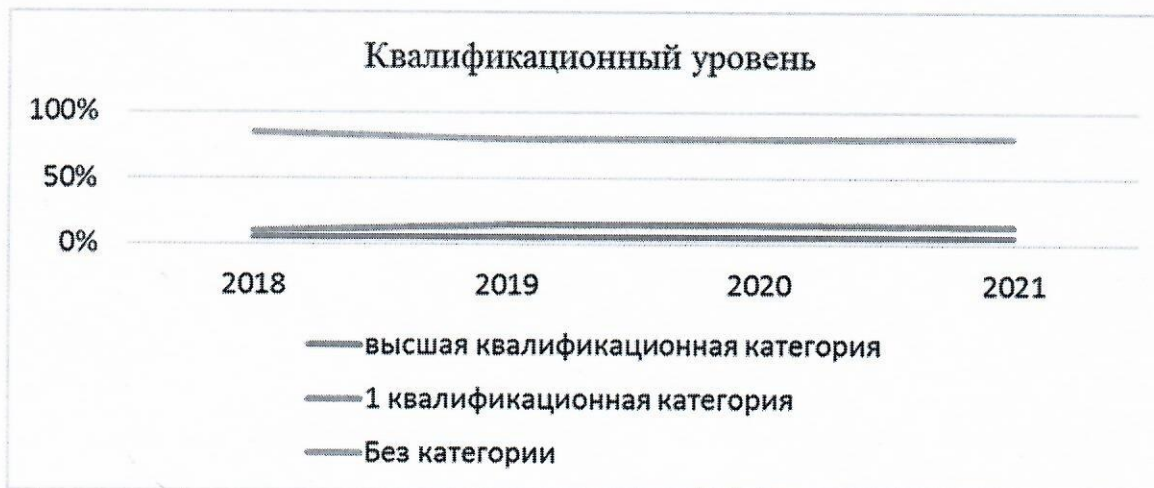 Квалификационный уровень
100%
50%
0%
2018 2019 2020 2021
высшая квалификационная категория
1 квалификационная категория
Без категории